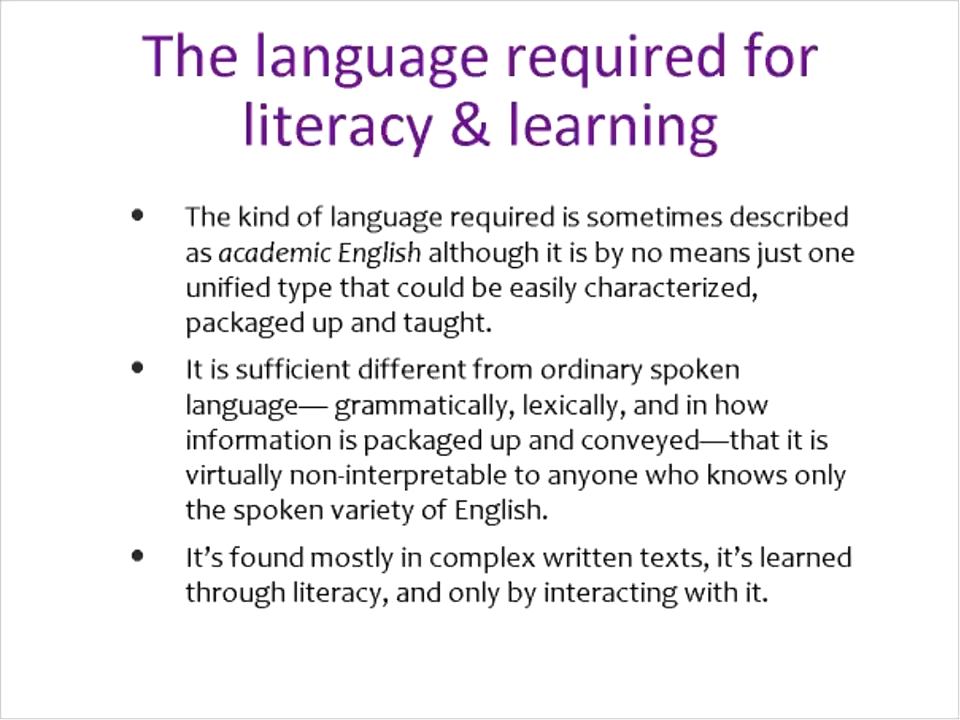 The language required for
literacy & learning
• The kind of language required is sometimes described
as academic English although it is by no means just one
unified type that could be easily characterized,
packaged up and taught.
• It is sufficient different from ordinary spoken
language— grammatically, lexically, and in how
information is packaged up and conveyed—that it is
virtually non-interpretable to anyone who knows only
the spoken variety of English.
• It’s found mostly in complex written texts, it’s learned
through literacy, and only by interacting with it.